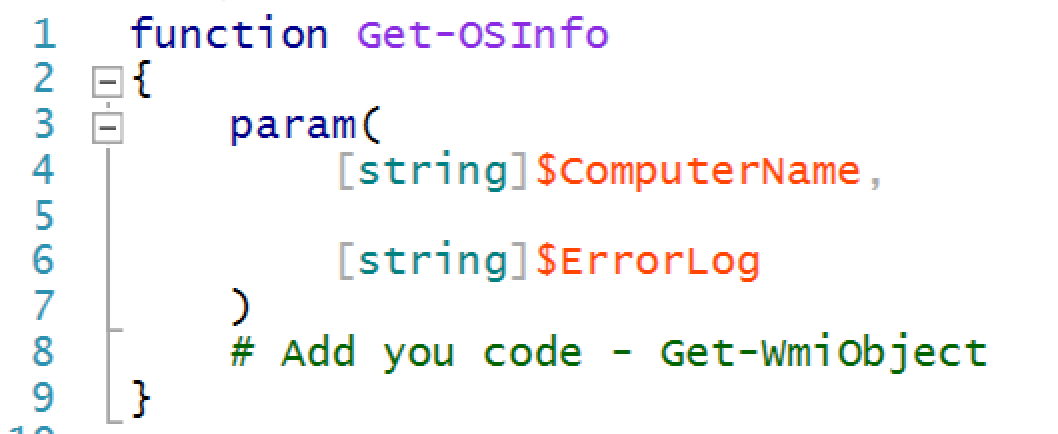 1 function Get-OSInfo
2 {
3 param(
4 [string]$ComputerName,
5
6 [string]$ErrorLog
7 )
8 # Add you code - Get-WmiObject
9 }
10